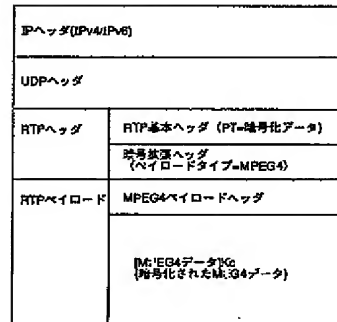 IPヘッダ(IPv4/IPv6)
UDPヘッダ
RTPヘッダ
RTP基本ヘッダ (PT=暗号化データ)
暗号拡張ヘッダ
(ペイロードタイプ=MPEG4)
RTPペイロード
MPEG4ペイロードヘッダ
[MPEG4データ]Kc
(暗号化されたMPEG4データ)